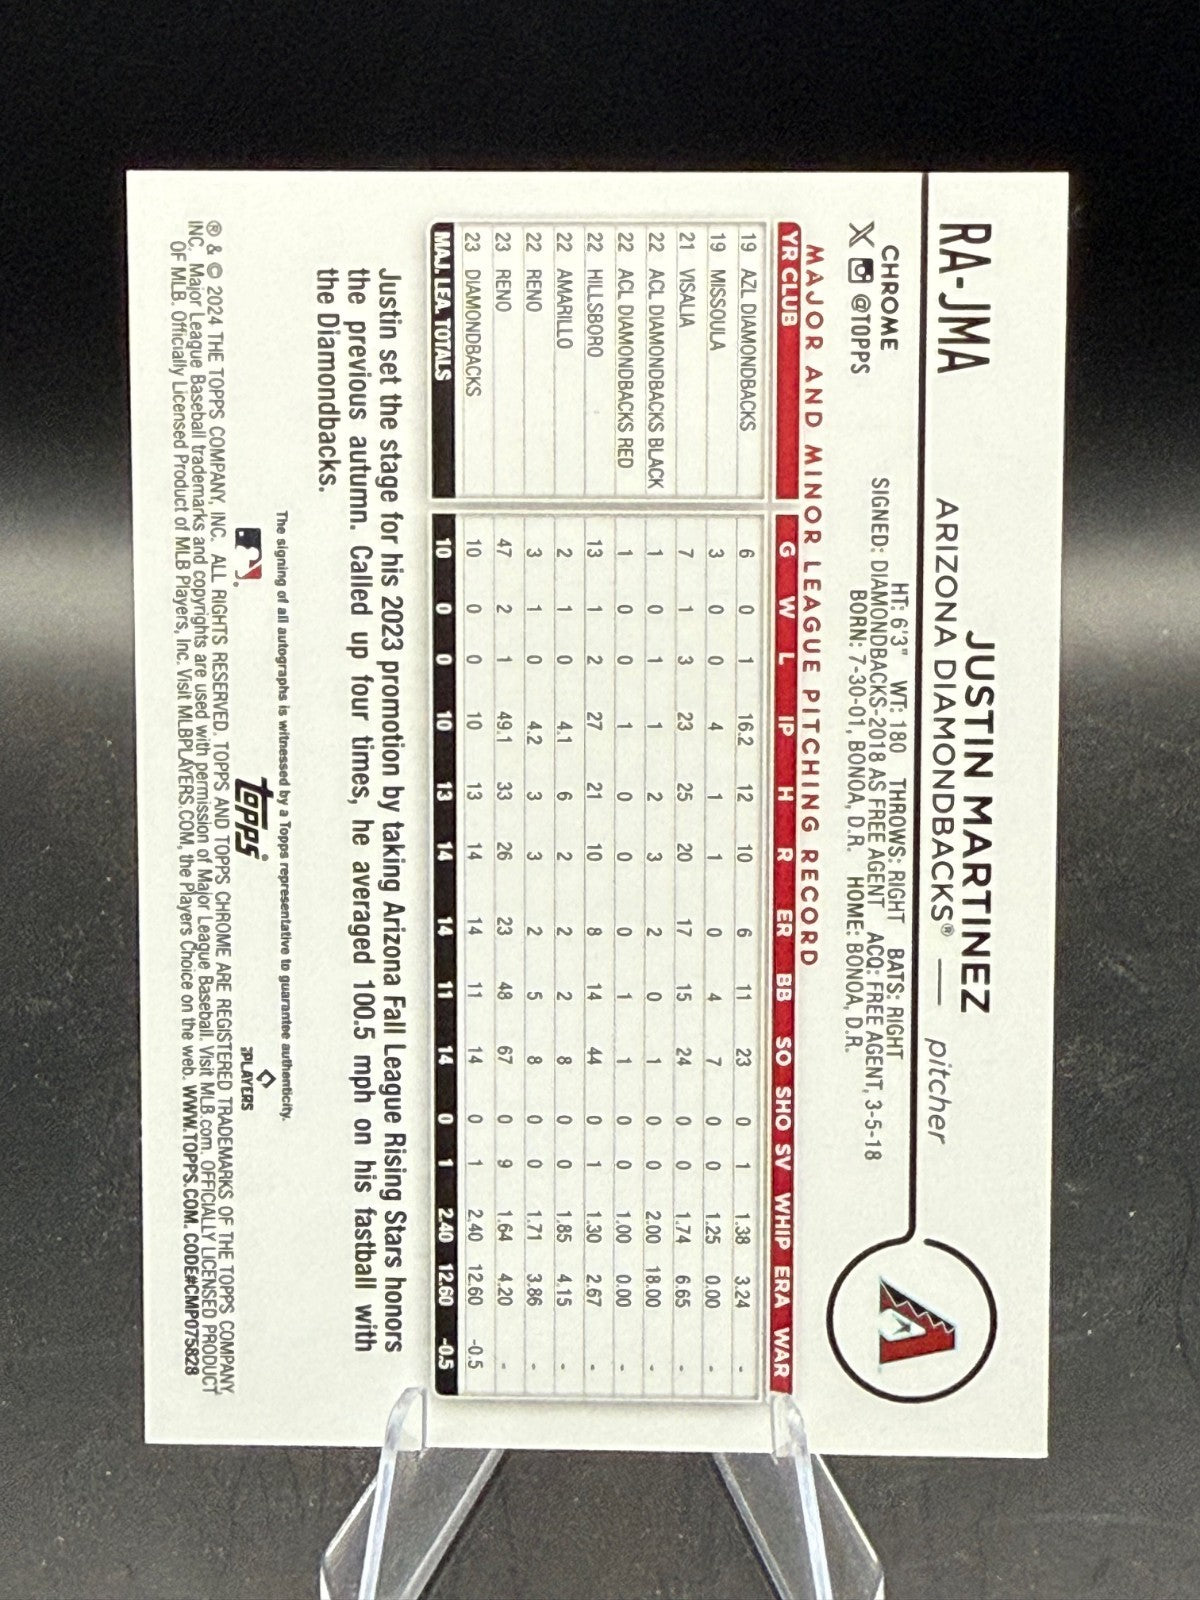 RA-JMA
JUSTIN MARTINEZ
ARIZONA DIAMONDBACKS® — pitcher
CHROME
X @TOPPS
HT: 6'3" WT: 180 THROWS: RIGHT BATS: RIGHT
SIGNED: DIAMONDBACKS-2018 AS FREE AGENT ACQ: FREE AGENT, 3-5-18
BORN: 7-30-01, BONOA, D.R. HOME: BONOA, D.R.
MAJOR AND MINOR LEAGUE PITCHING RECORD
YR CLUB G W L IP H R ER BB SO SHO SV WHIP ERA WAR
19 AZL DIAMONDBACKS 6 0 1 16.2 12 10 6 11 23 0 1 1.38 3.24 -
19 MISSOULA 3 0 0 4 1 1 0 4 7 0 0 1.25 0.00 -
21 VISALIA 7 1 3 23 25 20 17 15 24 0 0 1.74 6.65 -
22 ACL DIAMONDBACKS BLACK 1 0 1 1 2 3 2 0 1 0 0 2.00 18.00 -
22 ACL DIAMONDBACKS RED 1 0 0 1 0 0 0 1 1 0 0 1.00 0.00 -
22 HILLSBORO 13 1 2 27 21 10 8 14 44 0 1 1.30 2.67 -
22 AMARILLO 2 1 0 4.1 6 2 2 2 8 0 0 1.85 4.15 -
22 RENO 3 1 0 4.2 3 3 2 5 8 0 0 1.71 3.86 -
23 RENO 47 2 1 49.1 33 26 23 48 67 0 9 1.64 4.20 -
23 DIAMONDBACKS 10 0 0 10 13 14 14 11 14 0 1 2.40 12.60 -0.5
MAJ. LEA. TOTALS 10 0 0 10 13 14 14 11 14 0 1 2.40 12.60 -0.5
Justin set the stage for his 2023 promotion by taking Arizona Fall League Rising Stars honors
the previous autumn. Called up four times, he averaged 100.5 mph on his fastball with
the Diamondbacks.
The signing of all autographs is witnessed by a Topps representative to guarantee authenticity.
topps®
PLAYERS
® & © 2024 THE TOPPS COMPANY, INC. ALL RIGHTS RESERVED. TOPPS AND TOPPS CHROME ARE REGISTERED TRADEMARKS OF THE TOPPS COMPANY,
INC. Major League Baseball trademarks and copyrights are used with permission of Major League Baseball. Visit MLB.com. OFFICIALLY LICENSED PRODUCT
OF MLB. Officially Licensed Product of MLB Players, Inc. Visit MLBPLAYERS.COM, the Players Choice on the web. WWW.TOPPS.COM. CODE#CMP075828